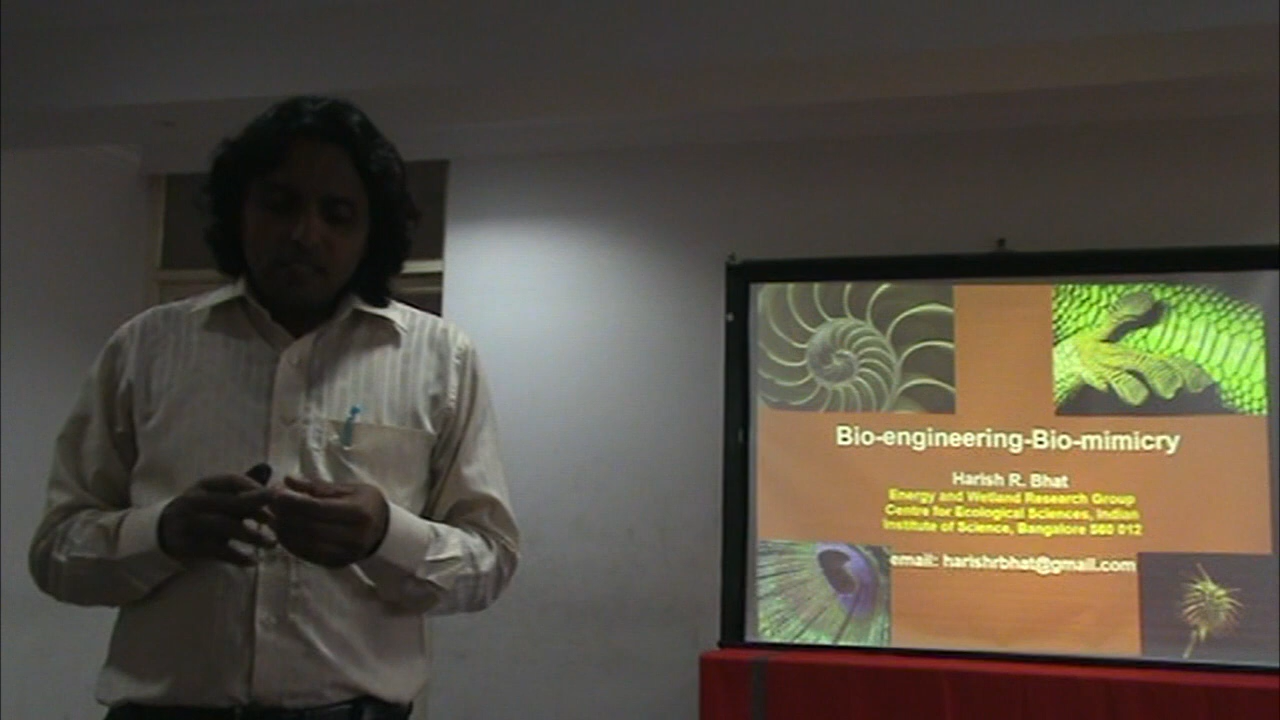 Bio-engineering-Bio-mimicry
Harish R. Bhat
Energy and Wetland Research Group
Centre for Ecological Sciences, Indian
Institute of Science, Bangalore 560 012
email: harishrbhat@gmail.com